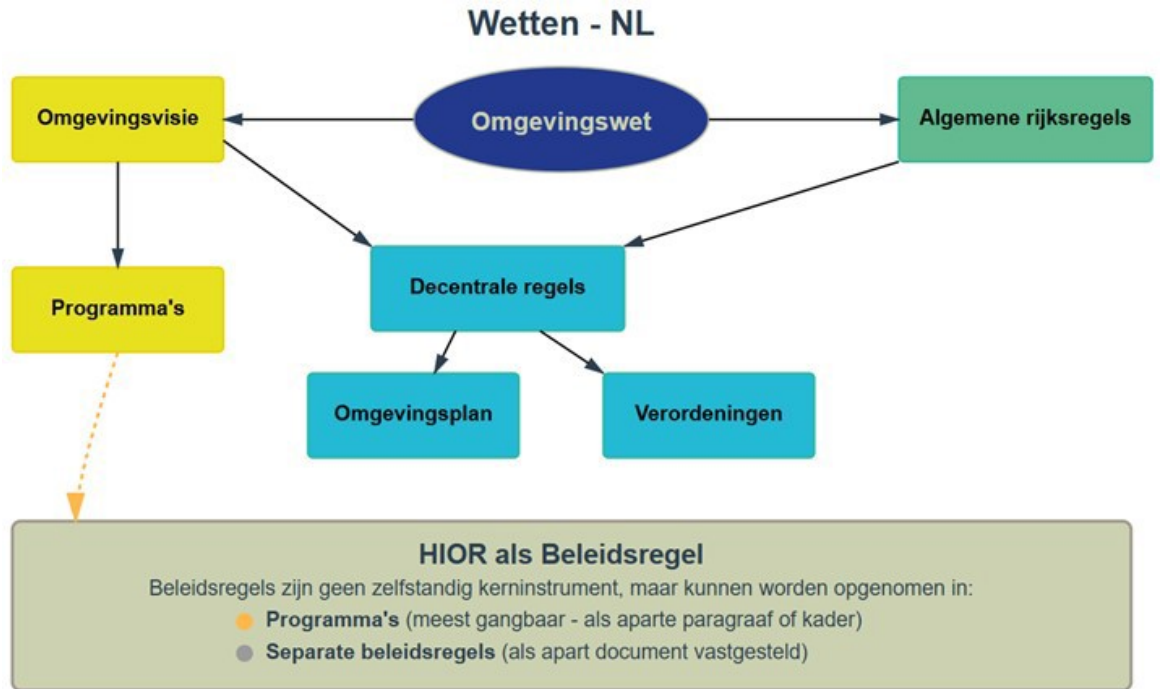 Wetten - NL
Omgevingsvisie
Omgevingswet
Algemene rijksregels
Programma's
Decentrale regels
Omgevingsplan
Verordeningen
HIOR als Beleidsregel
Beleidsregels zijn geen zelfstandig kerninstrument, maar kunnen worden opgenomen in:
Programma's (meest gangbaar - als aparte paragraaf of kader)
Separate beleidsregels (als apart document vastgesteld)